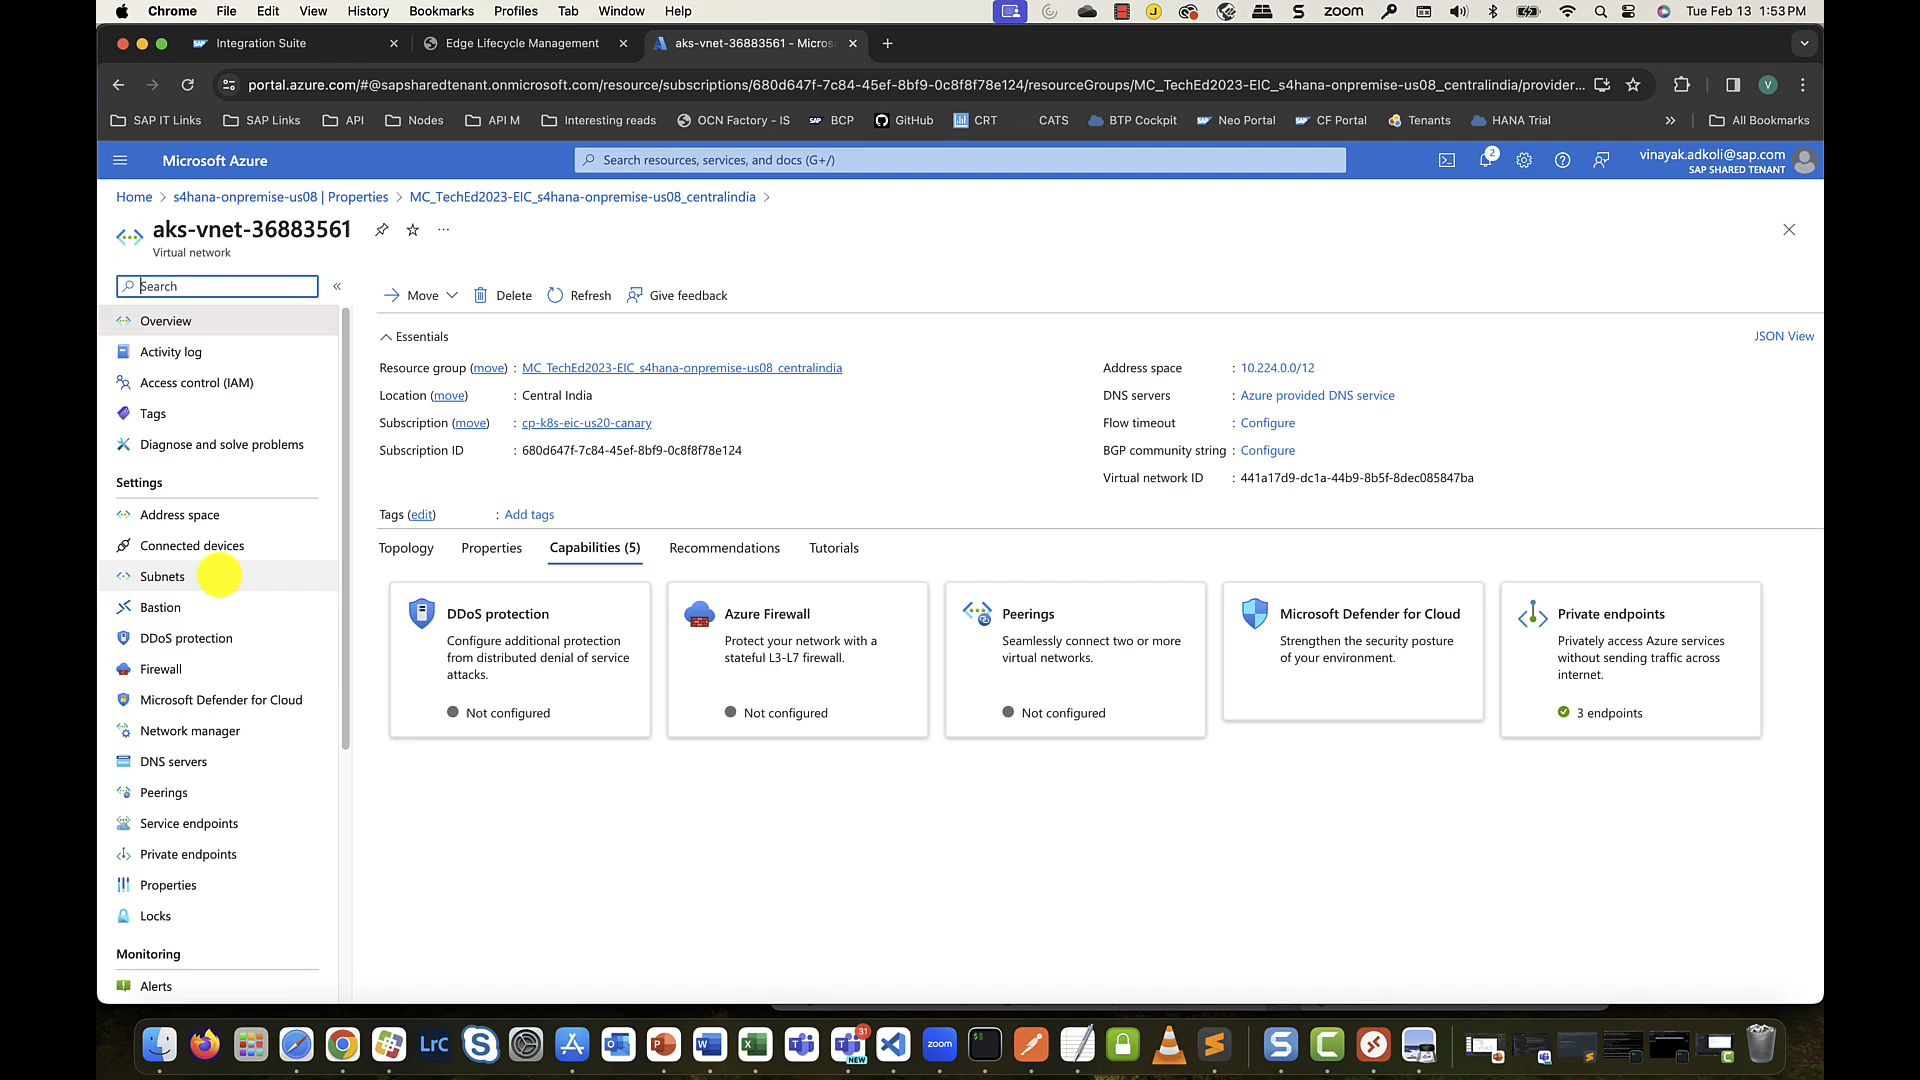 Chrome File Edit View History Bookmarks Profiles Tab Window Help zoom Tue Feb 13 1:53 PM
Integration Suite Edge Lifecycle Management aks-vnet-36883561 - Micros
portal.azure.com/#@sapsharedtenant.onmicrosoft.com/resource/subscriptions/680d647f-7c84-45ef-8bf9-0c8f8f78e124/resourceGroups/MC_TechEd2023-EIC_s4hana-onpremise-us08_centralindia/provider... V
SAP IT Links SAP Links API Nodes API M Interesting reads OCN Factory - IS BCP GitHub CRT CATS BTP Cockpit Neo Portal CF Portal Tenants HANA Trial » All Bookmarks
Microsoft Azure Search resources, services, and docs (G+/) 2 vinayak.adkoli@sap.com
SAP SHARED TENANT
Home > s4hana-onpremise-us08 | Properties > MC_TechEd2023-EIC_s4hana-onpremise-us08_centralindia >
aks-vnet-36883561 ...
Virtual network
Search «
Move Delete Refresh Give feedback
Overview
Activity log
Access control (IAM)
Tags
Diagnose and solve problems
Settings
Address space
Connected devices
Subnets
Bastion
DDoS protection
Firewall
Microsoft Defender for Cloud
Network manager
DNS servers
Peerings
Service endpoints
Private endpoints
Properties
Locks
Monitoring
Alerts
Essentials JSON View
Resource group (move) : MC_TechEd2023-EIC_s4hana-onpremise-us08_centralindia
Location (move) : Central India
Subscription (move) : cp-k8s-eic-us20-canary
Subscription ID : 680d647f-7c84-45ef-8bf9-0c8f8f78e124
Address space : 10.224.0.0/12
DNS servers : Azure provided DNS service
Flow timeout : Configure
BGP community string : Configure
Virtual network ID : 441a17d9-dc1a-44b9-8b5f-8dec085847ba
Tags (edit) : Add tags
Topology Properties Capabilities (5) Recommendations Tutorials
DDoS protection
Configure additional protection
from distributed denial of service
attacks.
Not configured
Azure Firewall
Protect your network with a
stateful L3-L7 firewall.
Not configured
Peerings
Seamlessly connect two or more
virtual networks.
Not configured
Microsoft Defender for Cloud
Strengthen the security posture
of your environment.
Private endpoints
Privately access Azure services
without sending traffic across
internet.
3 endpoints
LrC zoom 31 NEW